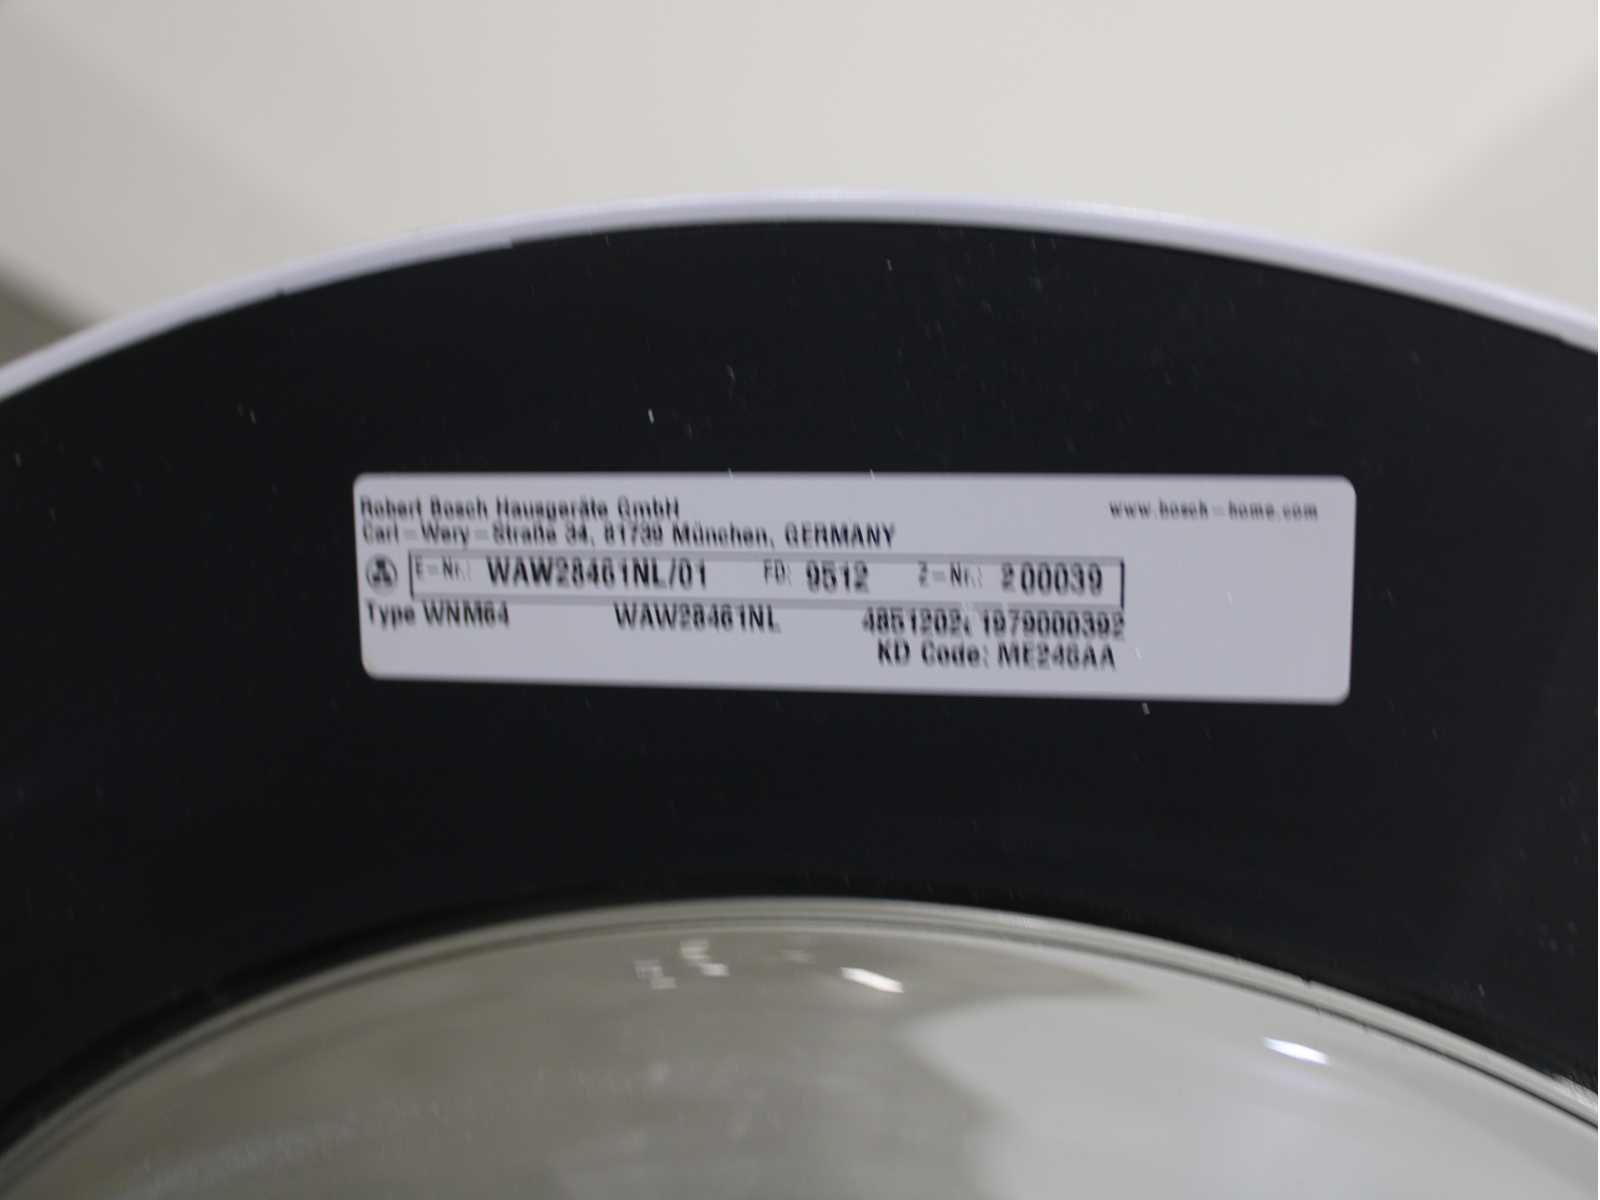 Robert Bosch Hausgeräte GmbH www.bosch-home.com
Carl-Wery-Straße 34, 81739 München, GERMANY
E-Nr.: WAW28461NL/01 FD: 9512 Z-Nr.: 200039
Type WNM64 WAW28461NL 1979000392
KD Code: ME246AA